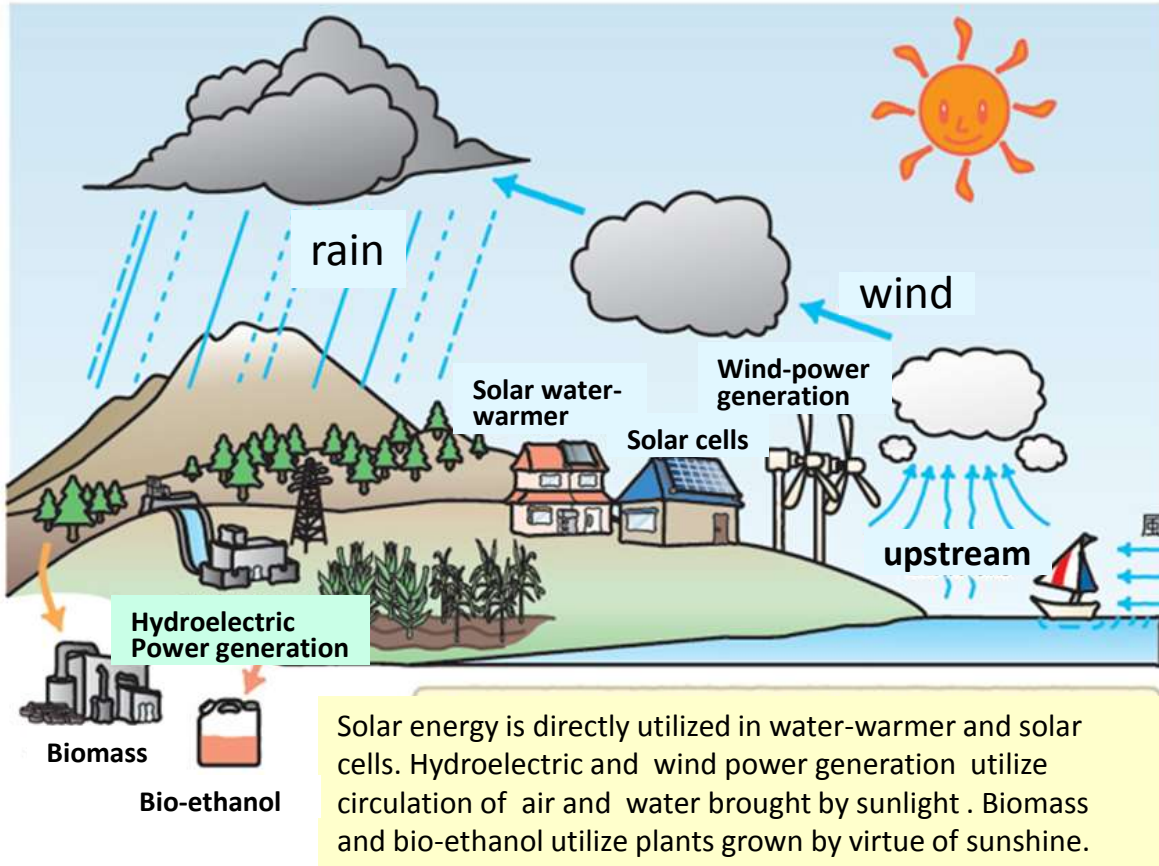 rain
wind
Wind-power
generation
Solar water-
warmer
Solar cells
upstream
風
Hydroelectric
Power generation
Biomass
Bio-ethanol
Solar energy is directly utilized in water-warmer and solar
cells. Hydroelectric and wind power generation utilize
circulation of air and water brought by sunlight . Biomass
and bio-ethanol utilize plants grown by virtue of sunshine.